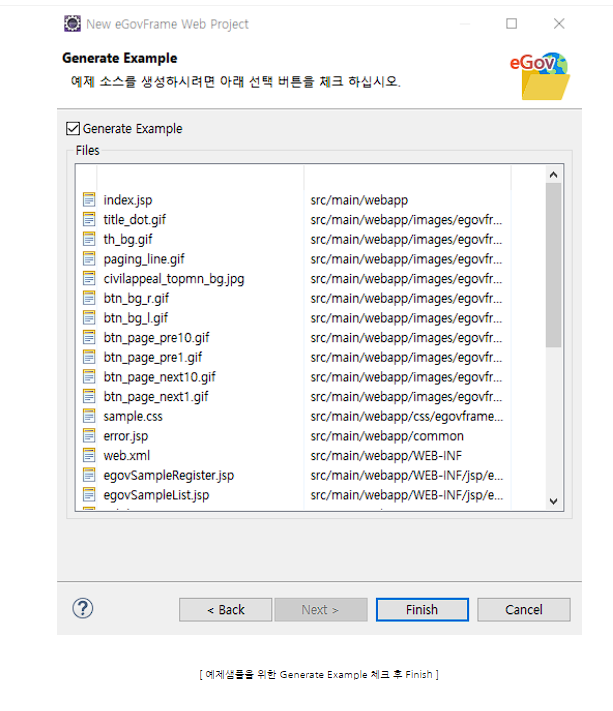 New eGovFrame Web Project
Generate Example
예제 소스를 생성하시려면 아래 선택 버튼을 체크 하십시오.
eGov
Generate Example
Files
index.jsp src/main/webapp
title_dot.gif src/main/webapp/images/egovfr...
th_bg.gif src/main/webapp/images/egovfr...
paging_line.gif src/main/webapp/images/egovfr...
civilappeal_topmn_bg.jpg src/main/webapp/images/egovfr...
btn_bg_r.gif src/main/webapp/images/egovfr...
btn_bg_l.gif src/main/webapp/images/egovfr...
btn_page_pre10.gif src/main/webapp/images/egovfr...
btn_page_pre1.gif src/main/webapp/images/egovfr...
btn_page_next10.gif src/main/webapp/images/egovfr...
btn_page_next1.gif src/main/webapp/images/egovfr...
sample.css src/main/webapp/css/egovframe...
error.jsp src/main/webapp/common
web.xml src/main/webapp/WEB-INF
egovSampleRegister.jsp src/main/webapp/WEB-INF/jsp/e...
egovSampleList.jsp src/main/webapp/WEB-INF/jsp/e...
? < Back Next > Finish Cancel
[ 예제샘플을 위한 Generate Example 체크 후 Finish ]